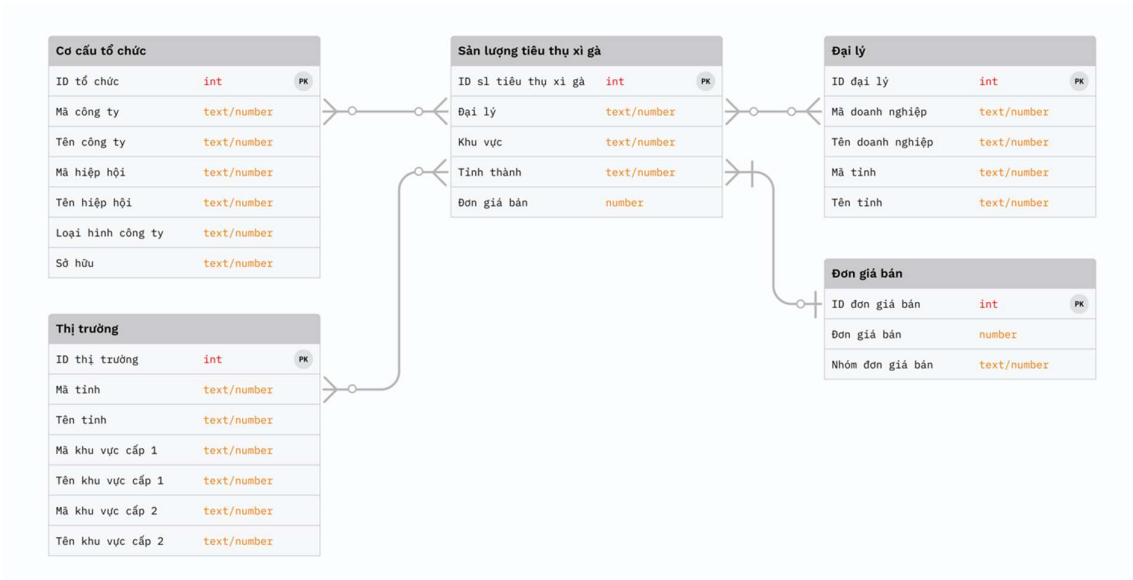 Cơ cấu tổ chức
ID tổ chức int PK
Mã công ty text/number
Tên công ty text/number
Mã hiệp hội text/number
Tên hiệp hội text/number
Loại hình công ty text/number
Sở hữu text/number
Thị trường
ID thị trường int PK
Mã tỉnh text/number
Tên tỉnh text/number
Mã khu vực cấp 1 text/number
Tên khu vực cấp 1 text/number
Mã khu vực cấp 2 text/number
Tên khu vực cấp 2 text/number
Sản lượng tiêu thụ xì gà
ID sl tiêu thụ xì gà int PK
Đại lý text/number
Khu vực text/number
Tỉnh thành text/number
Đơn giá bán number
Đại lý
ID đại lý int PK
Mã doanh nghiệp text/number
Tên doanh nghiệp text/number
Mã tỉnh text/number
Tên tỉnh text/number
Đơn giá bán
ID đơn giá bán int PK
Đơn giá bán number
Nhóm đơn giá bán text/number